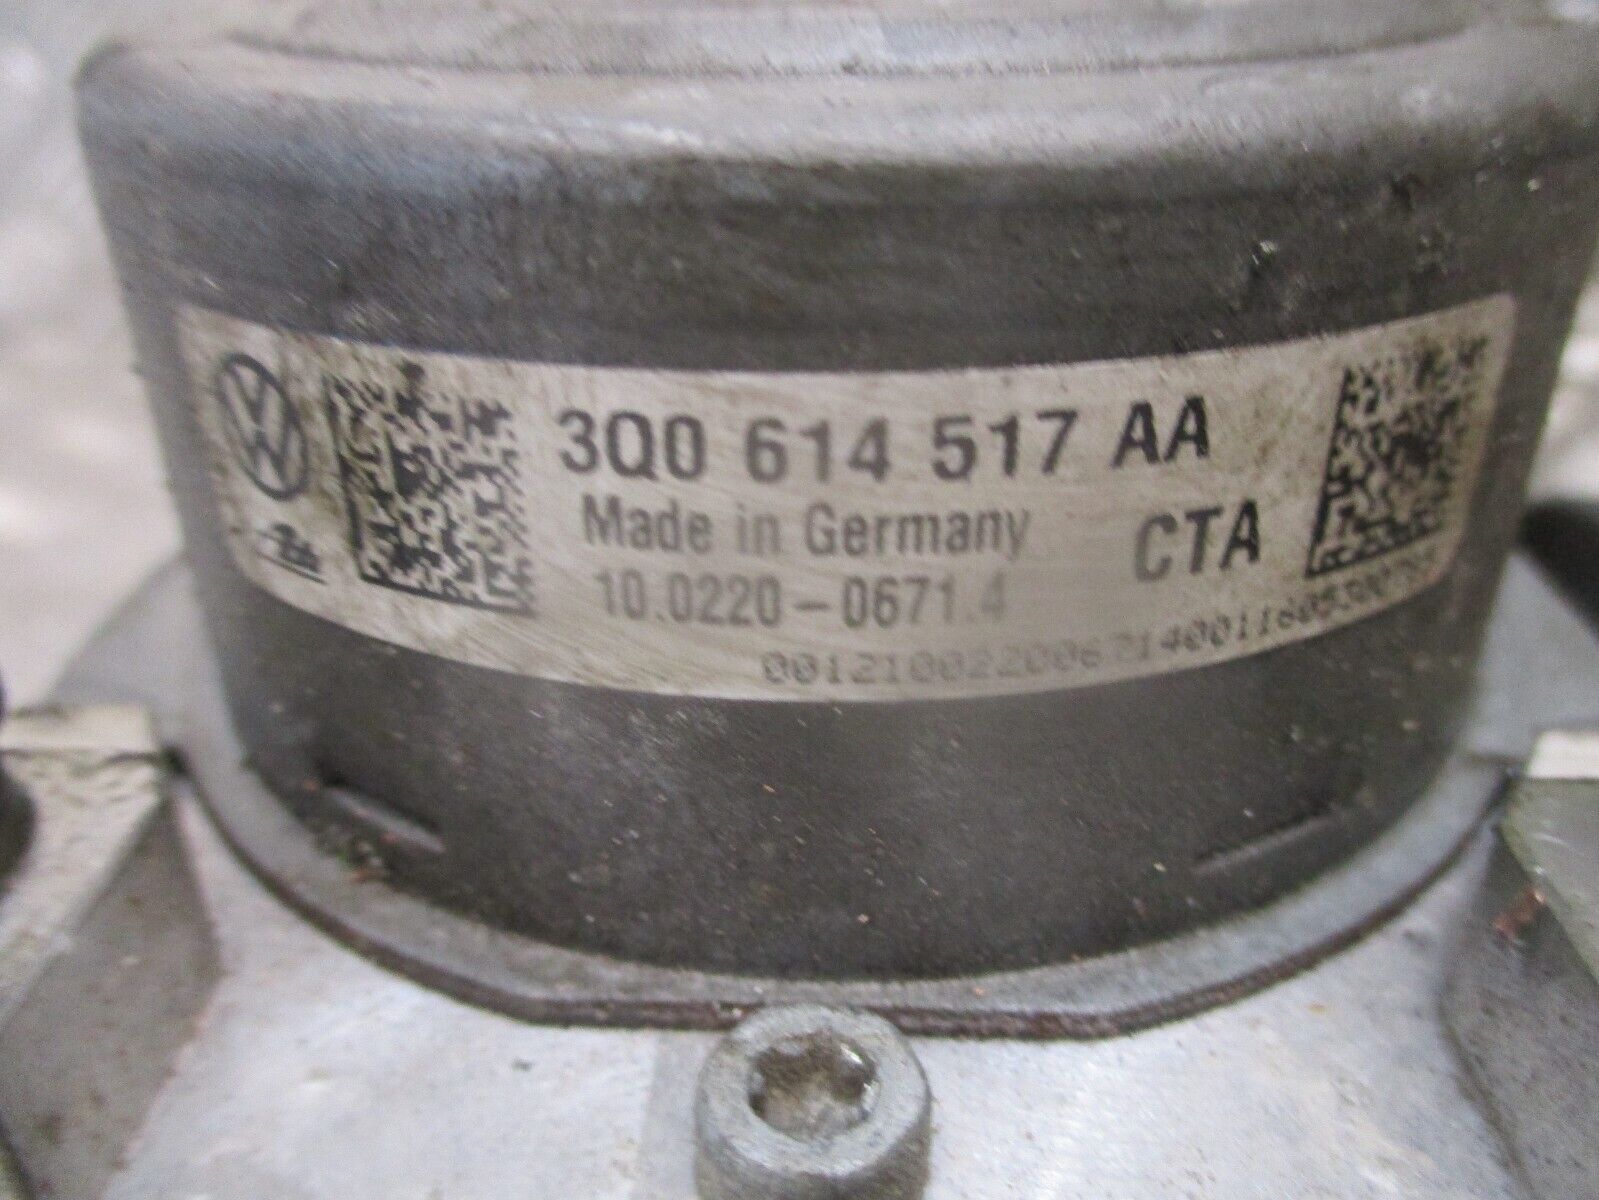 3Q0 614 517 AA
Made in Germany CTA
10.0220-0671.4